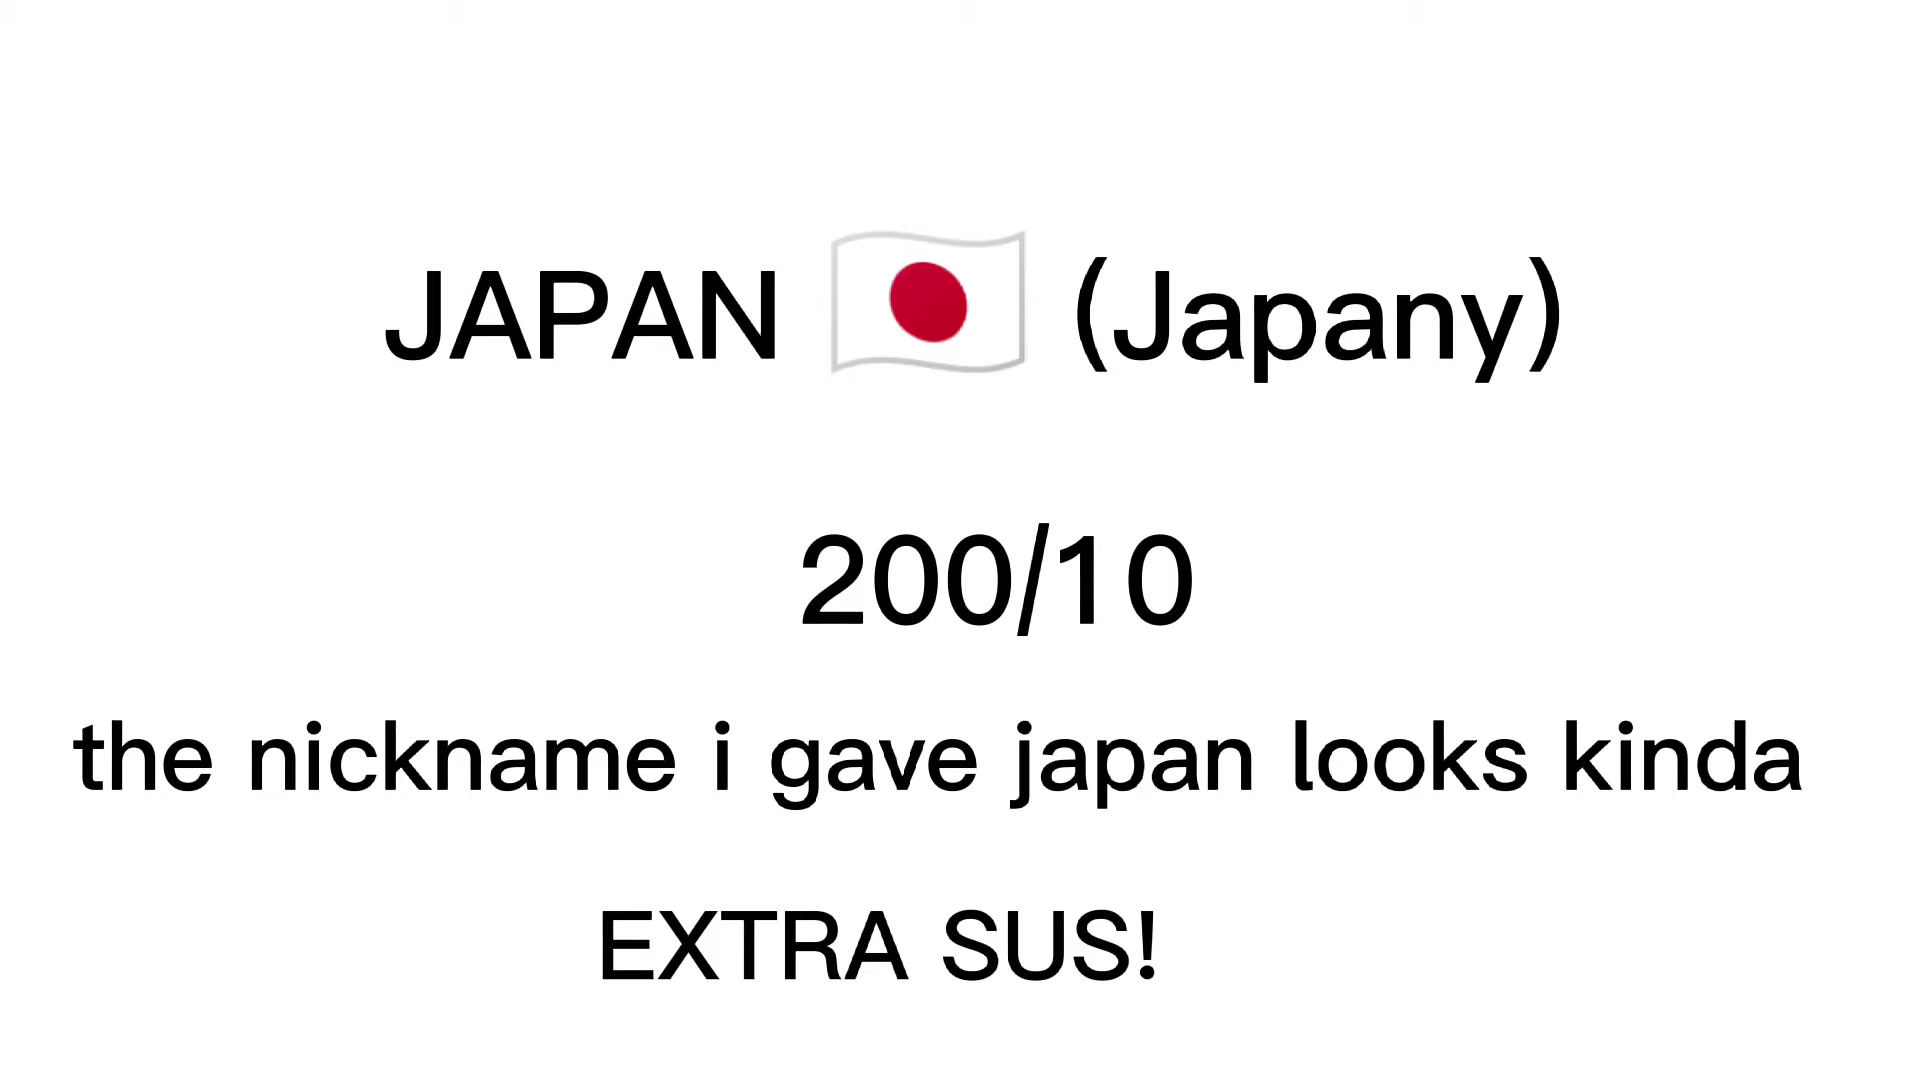 JAPAN 🇯🇵 (Japany)
200/10
the nickname i gave japan looks kinda
EXTRA SUS!